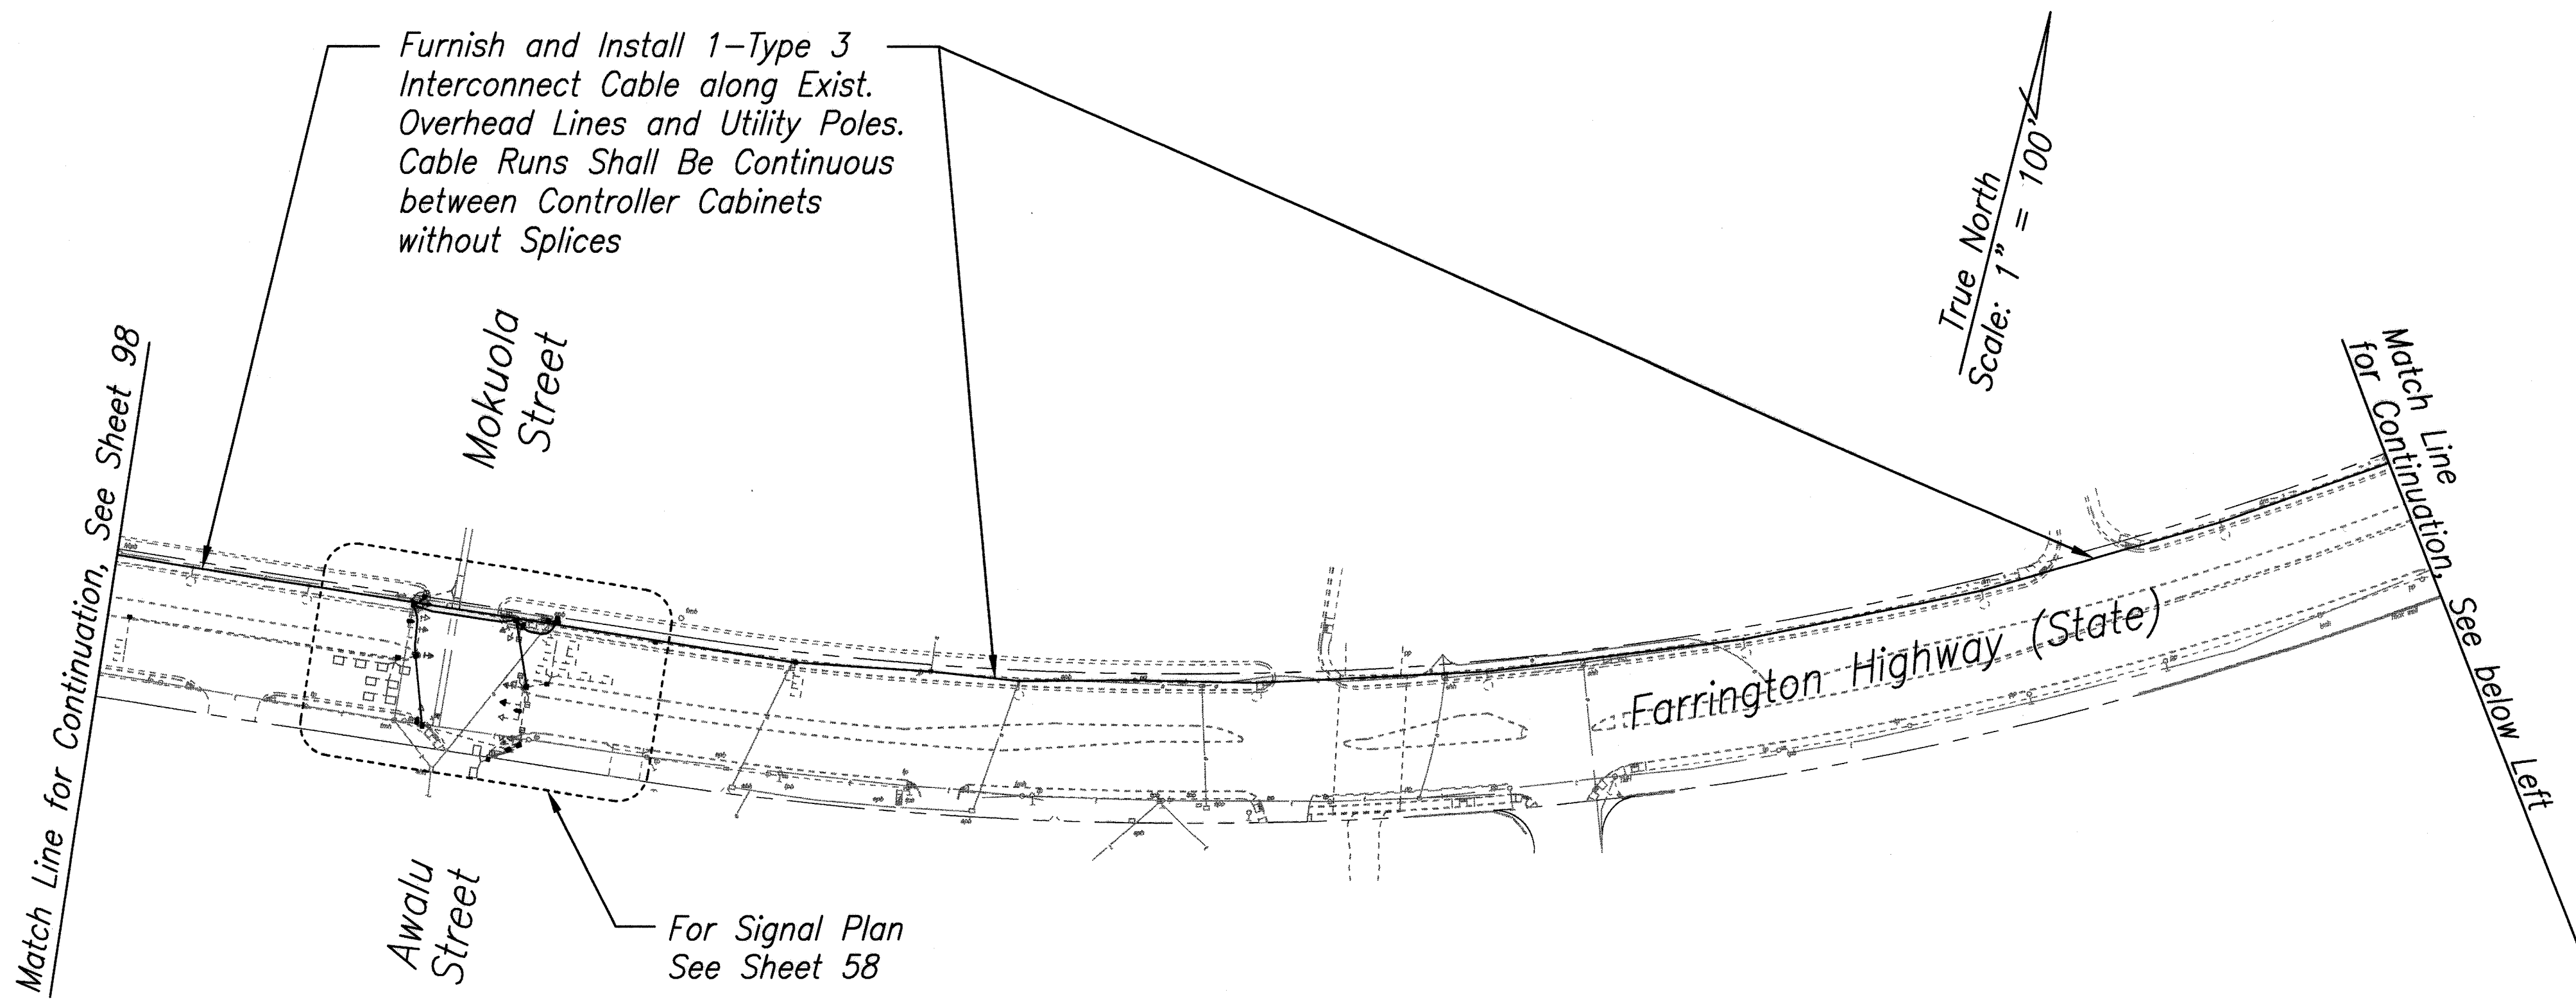 Furnish and Install 1-Type 3
Interconnect Cable along Exist.
Overhead Lines and Utility Poles.
Cable Runs Shall Be Continuous
between Controller Cabinets
without Splices
True North
Scale: 1" = 100'
Match Line for Continuation, See Sheet 98
Mokuola
Street
Match Line
for Continuation, See below Left
Farrington Highway (State)
Awalu
Street
For Signal Plan
See Sheet 58